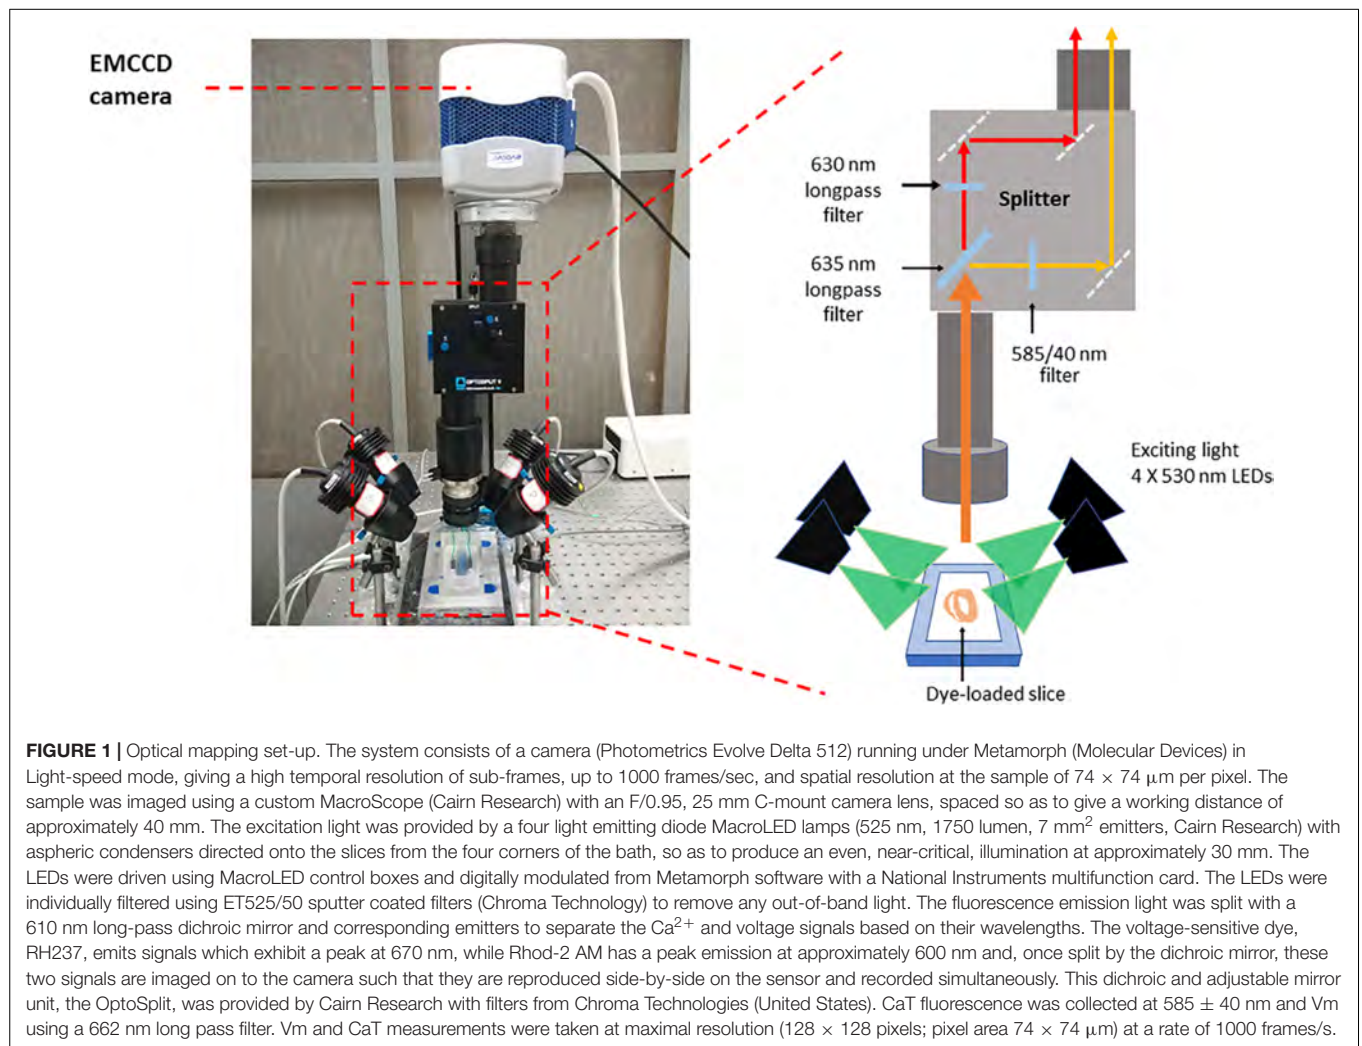 EMCCD
camera
630 nm
longpass
filter
Splitter
635 nm
longpass
filter
585/40 nm
filter
Exciting light
4 X 530 nm LEDs
Dye-loaded slice
FIGURE 1 | Optical mapping set-up. The system consists of a camera (Photometrics Evolve Delta 512) running under Metamorph (Molecular Devices) in
Light-speed mode, giving a high temporal resolution of sub-frames, up to 1000 frames/sec, and spatial resolution at the sample of 74 × 74 μm per pixel. The
sample was imaged using a custom MacroScope (Cairn Research) with an F/0.95, 25 mm C-mount camera lens, spaced so as to give a working distance of
approximately 40 mm. The excitation light was provided by a four light emitting diode MacroLED lamps (525 nm, 1750 lumen, 7 mm² emitters, Cairn Research) with
aspheric condensers directed onto the slices from the four corners of the bath, so as to produce an even, near-critical, illumination at approximately 30 mm. The
LEDs were driven using MacroLED control boxes and digitally modulated from Metamorph software with a National Instruments multifunction card. The LEDs were
individually filtered using ET525/50 sputter coated filters (Chroma Technology) to remove any out-of-band light. The fluorescence emission light was split with a
610 nm long-pass dichroic mirror and corresponding emitters to separate the Ca²⁺ and voltage signals based on their wavelengths. The voltage-sensitive dye,
RH237, emits signals which exhibit a peak at 670 nm, while Rhod-2 AM has a peak emission at approximately 600 nm and, once split by the dichroic mirror, these
two signals are imaged on to the camera such that they are reproduced side-by-side on the sensor and recorded simultaneously. This dichroic and adjustable mirror
unit, the OptoSplit, was provided by Cairn Research with filters from Chroma Technologies (United States). CaT fluorescence was collected at 585 ± 40 nm and Vm
using a 662 nm long pass filter. Vm and CaT measurements were taken at maximal resolution (128 × 128 pixels; pixel area 74 × 74 μm) at a rate of 1000 frames/s.